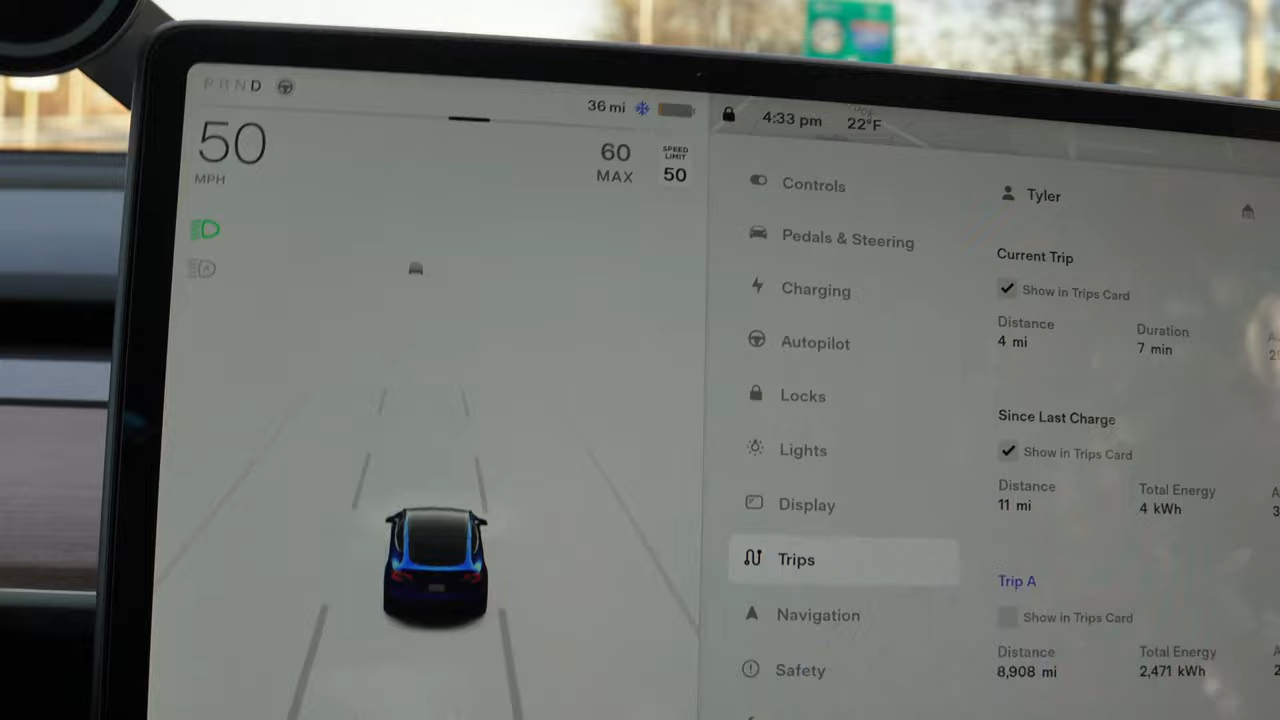 P R N D
36 mi
50
MPH
60
MAX
SPEED
LIMIT
50
4:33 pm
22°F
Controls
Pedals & Steering
Charging
Autopilot
Locks
Lights
Display
Trips
Navigation
Safety
Tyler
Current Trip
Show in Trips Card
Distance
Duration
4 mi
7 min
Since Last Charge
Show in Trips Card
Distance
Total Energy
11 mi
4 kWh
Trip A
Show in Trips Card
Distance
Total Energy
8,908 mi
2,471 kWh